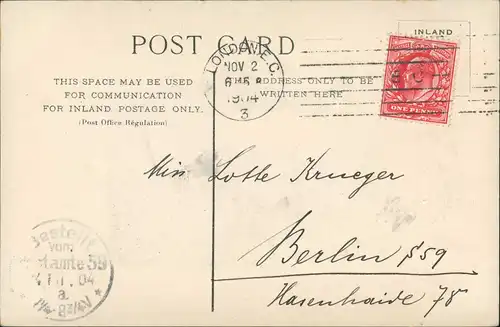 POST CARD
THIS SPACE MAY BE USED
FOR COMMUNICATION
FOR INLAND POSTAGE ONLY.
(Post Office Regulation)
LONDON E.C.
NOV 2
1904
3
ADDRESS ONLY TO BE
WRITTEN HERE
INLAND
ONE PENNY
Miss Lotte Krueger
Berlin S59
Hasenhaide 78
Bestellt
vom
Postamte 59
04
a.